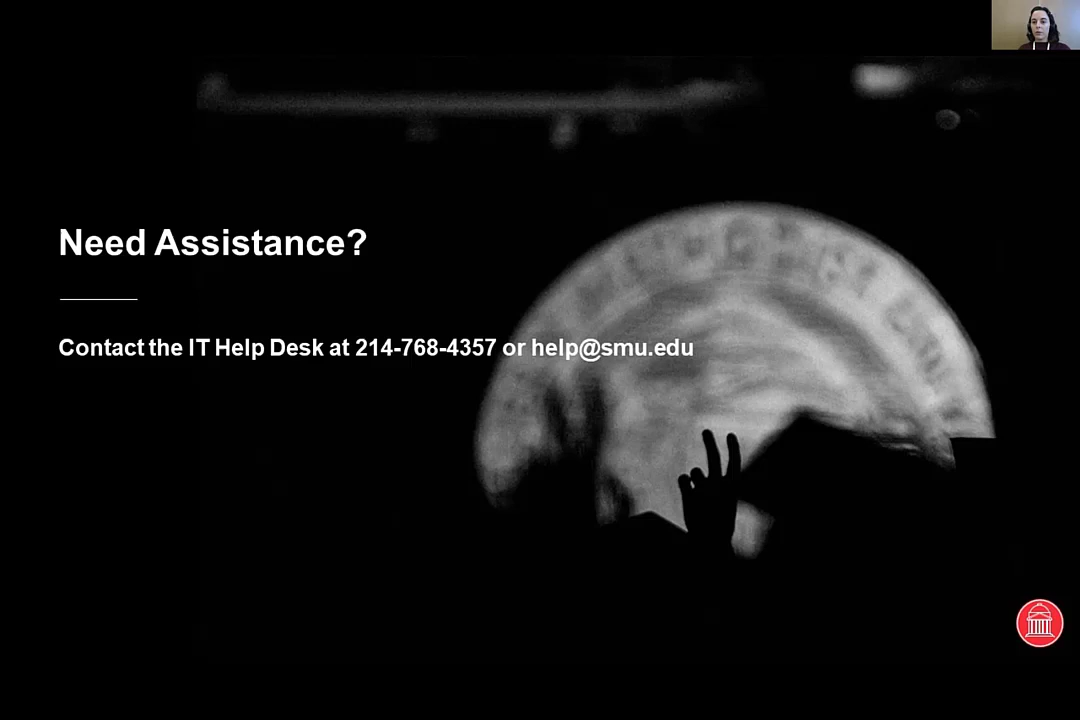 Need Assistance?
Contact the IT Help Desk at 214-768-4357 or help@smu.edu